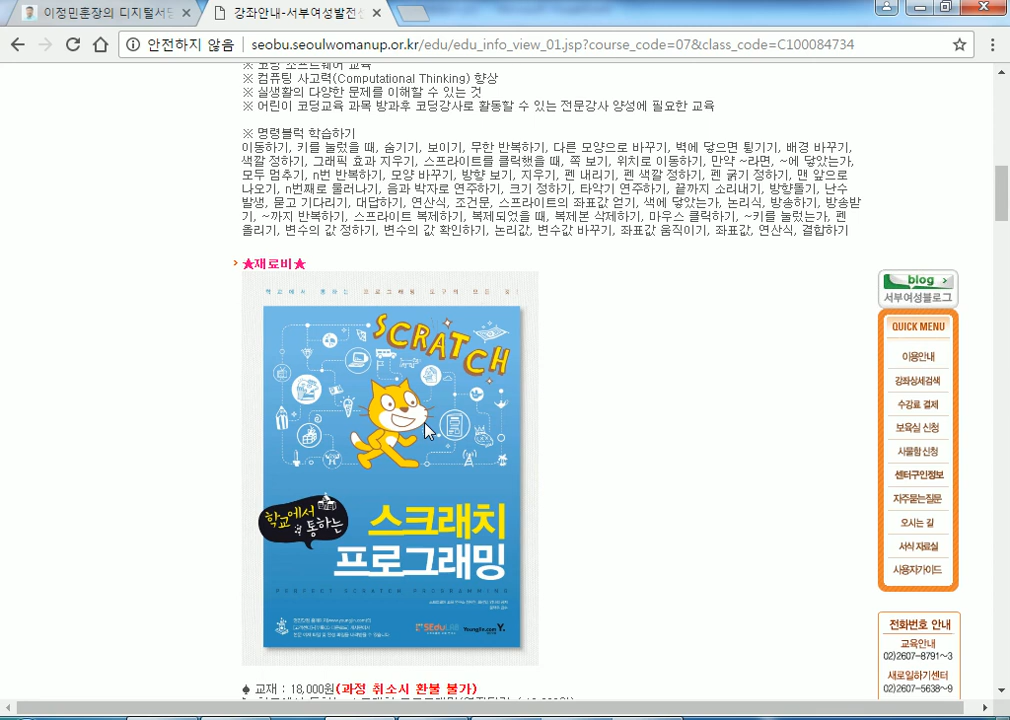 이정민훈장의 디지털서당
강좌안내-서부여성발전센
안전하지 않음
seobu.seoulwomanup.or.kr/edu/edu_info_view_01.jsp?course_code=07&class_code=C100084734
※ 코딩 소프트웨어 교육
※ 컴퓨팅 사고력(Computational Thinking) 향상
※ 실생활의 다양한 문제를 이해할 수 있는 것
※ 어린이 코딩교육 과목 방과후 코딩강사로 활동할 수 있는 전문강사 양성에 필요한 교육
※ 명령블럭 학습하기
이동하기, 키를 눌렀을 때, 숨기기, 보이기, 무한 반복하기, 다른 모양으로 바꾸기, 벽에 닿으면 튕기기, 배경 바꾸기,
색깔 정하기, 그래픽 효과 지우기, 스프라이트를 클릭했을 때, 쪽 보기, 위치로 이동하기, 만약 ~라면, ~에 닿았는가,
모두 멈추기, n번 반복하기, 모양 바꾸기, 방향 보기, 지우기, 펜 내리기, 펜 색깔 정하기, 펜 굵기 정하기, 맨 앞으로
나오기, n번째로 물러나기, 음과 박자로 연주하기, 크기 정하기, 타악기 연주하기, 끝까지 소리내기, 방향돌기, 난수
발생, 묻고 기다리기, 대답하기, 연산식, 조건문, 스프라이트의 좌표값 얻기, 색에 닿았는가, 논리식, 방송하기, 방송받
기, ~까지 반복하기, 스프라이트 복제하기, 복제되었을 때, 복제본 삭제하기, 마우스 클릭하기, ~키를 눌렀는가, 펜
올리기, 변수의 값 정하기, 변수의 값 확인하기, 논리값, 변수값 바꾸기, 좌표값 움직이기, 좌표값, 연산식, 결합하기
★재료비★
SCRATCH
학교에서
통하는
스크래치
프로그래밍
PERFECT SCRATCH PROGRAMMING
SEduLAB
Youngjin.com Y.
♠ 교재 : 18,000원(과정 취소시 환불 불가)
blog
서부여성블로그
QUICK MENU
이용안내
강좌상세검색
수강료 결제
보육실 신청
사물함 신청
센터구인정보
자주묻는질문
오시는 길
서식 자료실
사용자가이드
전화번호 안내
교육안내
02)2607-8791~3
새로일하기센터
02)2607-5638~9